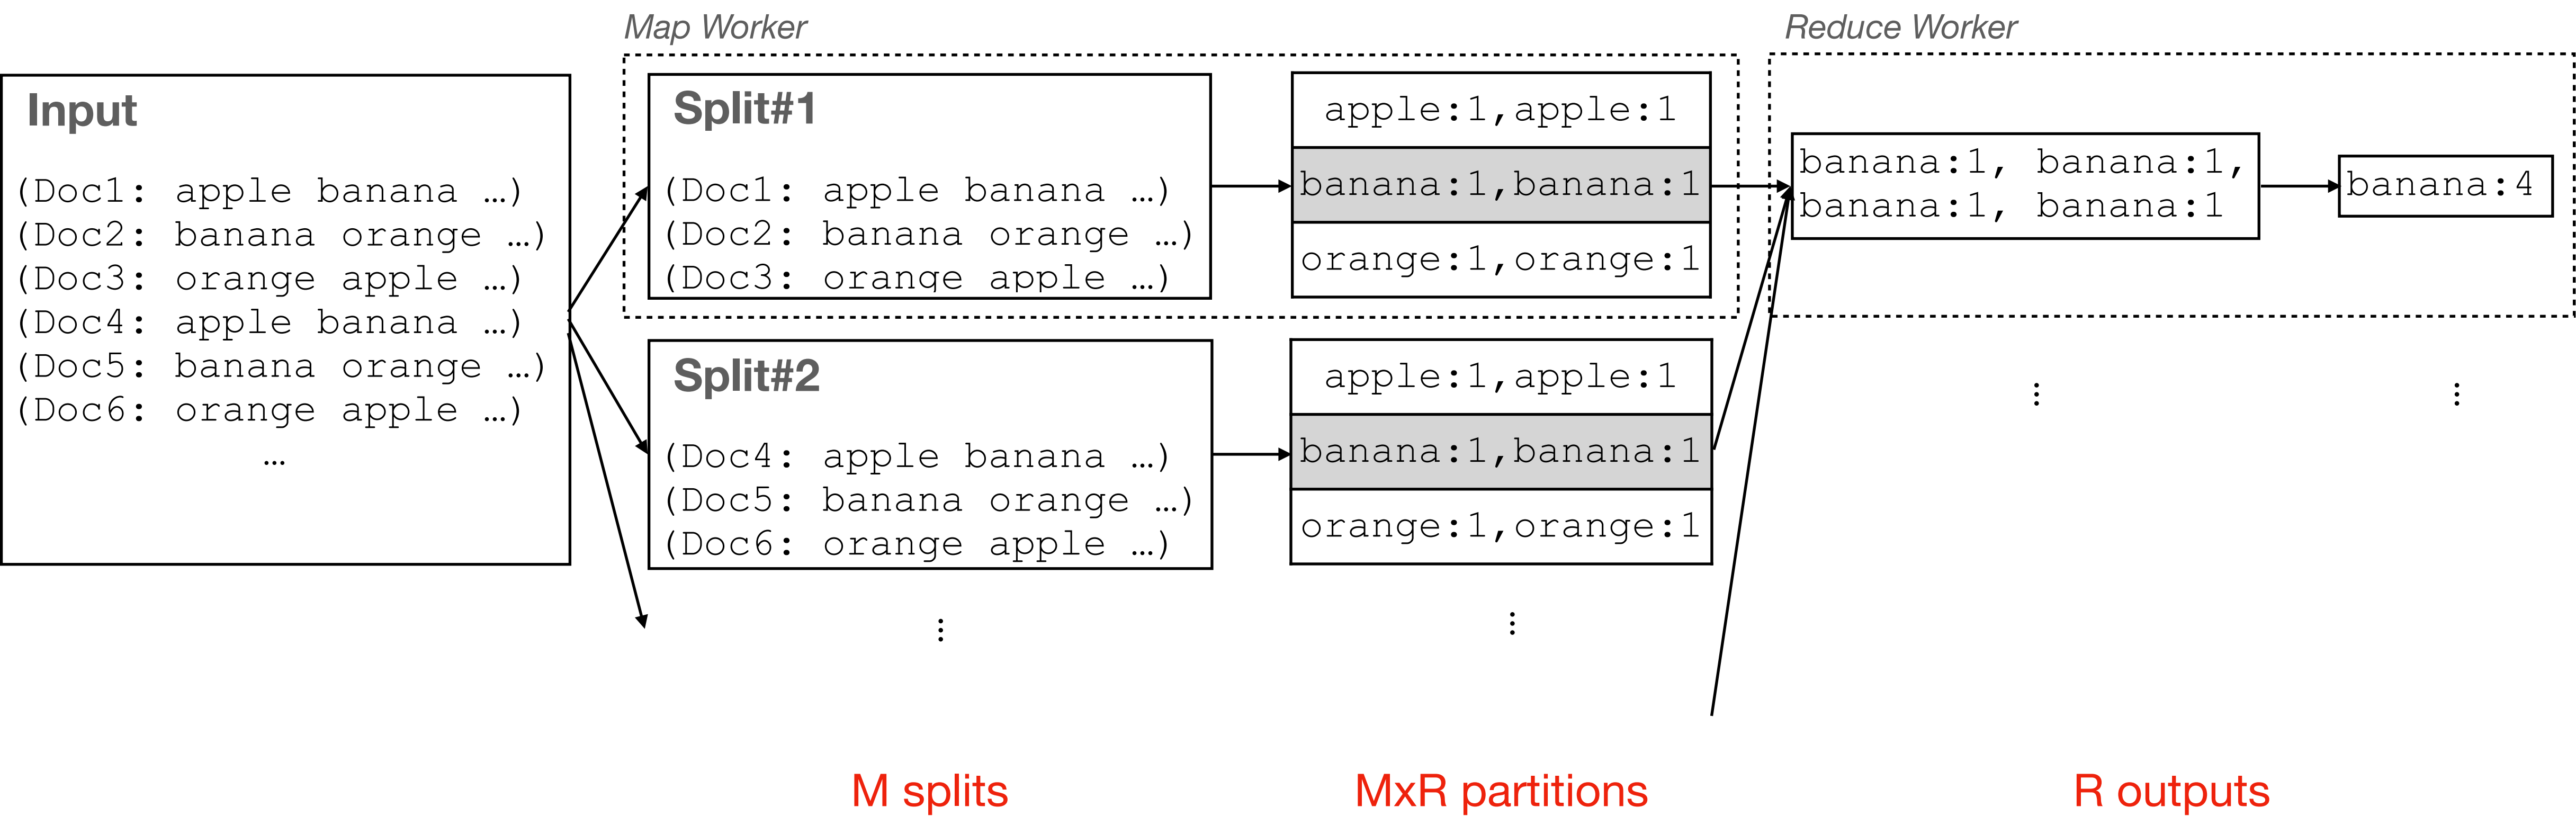 Map Worker
Reduce Worker
Input
(Doc1: apple banana …)
(Doc2: banana orange …)
(Doc3: orange apple …)
(Doc4: apple banana …)
(Doc5: banana orange …)
(Doc6: orange apple …)
…
Split#1
(Doc1: apple banana …)
(Doc2: banana orange …)
(Doc3: orange apple …)
apple:1,apple:1
banana:1,banana:1
orange:1,orange:1
banana:1, banana:1,
banana:1, banana:1
banana:4
Split#2
(Doc4: apple banana …)
(Doc5: banana orange …)
(Doc6: orange apple …)
apple:1,apple:1
banana:1,banana:1
orange:1,orange:1
⋮
⋮
⋮
⋮
M splits
MxR partitions
R outputs